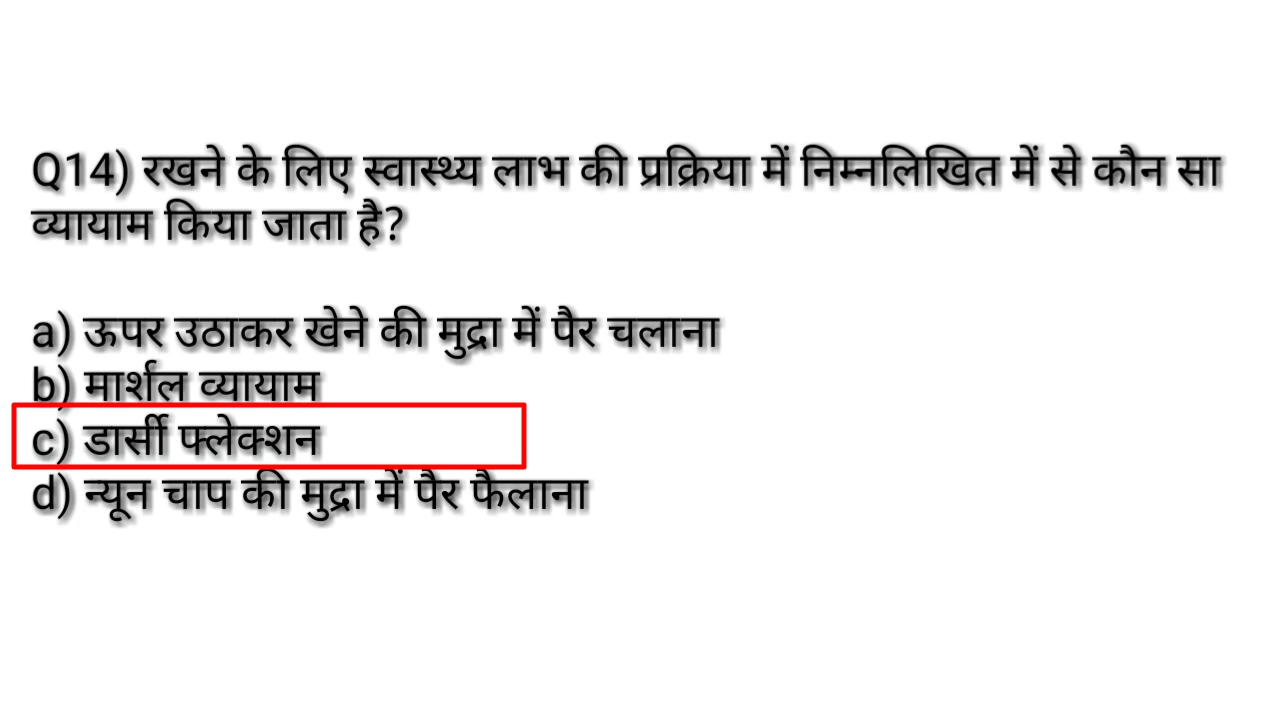 Q14) रखने के लिए स्वास्थ्य लाभ की प्रक्रिया में निम्नलिखित में से कौन सा
व्यायाम किया जाता है?
a) ऊपर उठाकर खेने की मुद्रा में पैर चलाना
b) मार्शल व्यायाम
c) डार्सी फ्लेक्शन
d) न्यून चाप की मुद्रा में पैर फैलाना